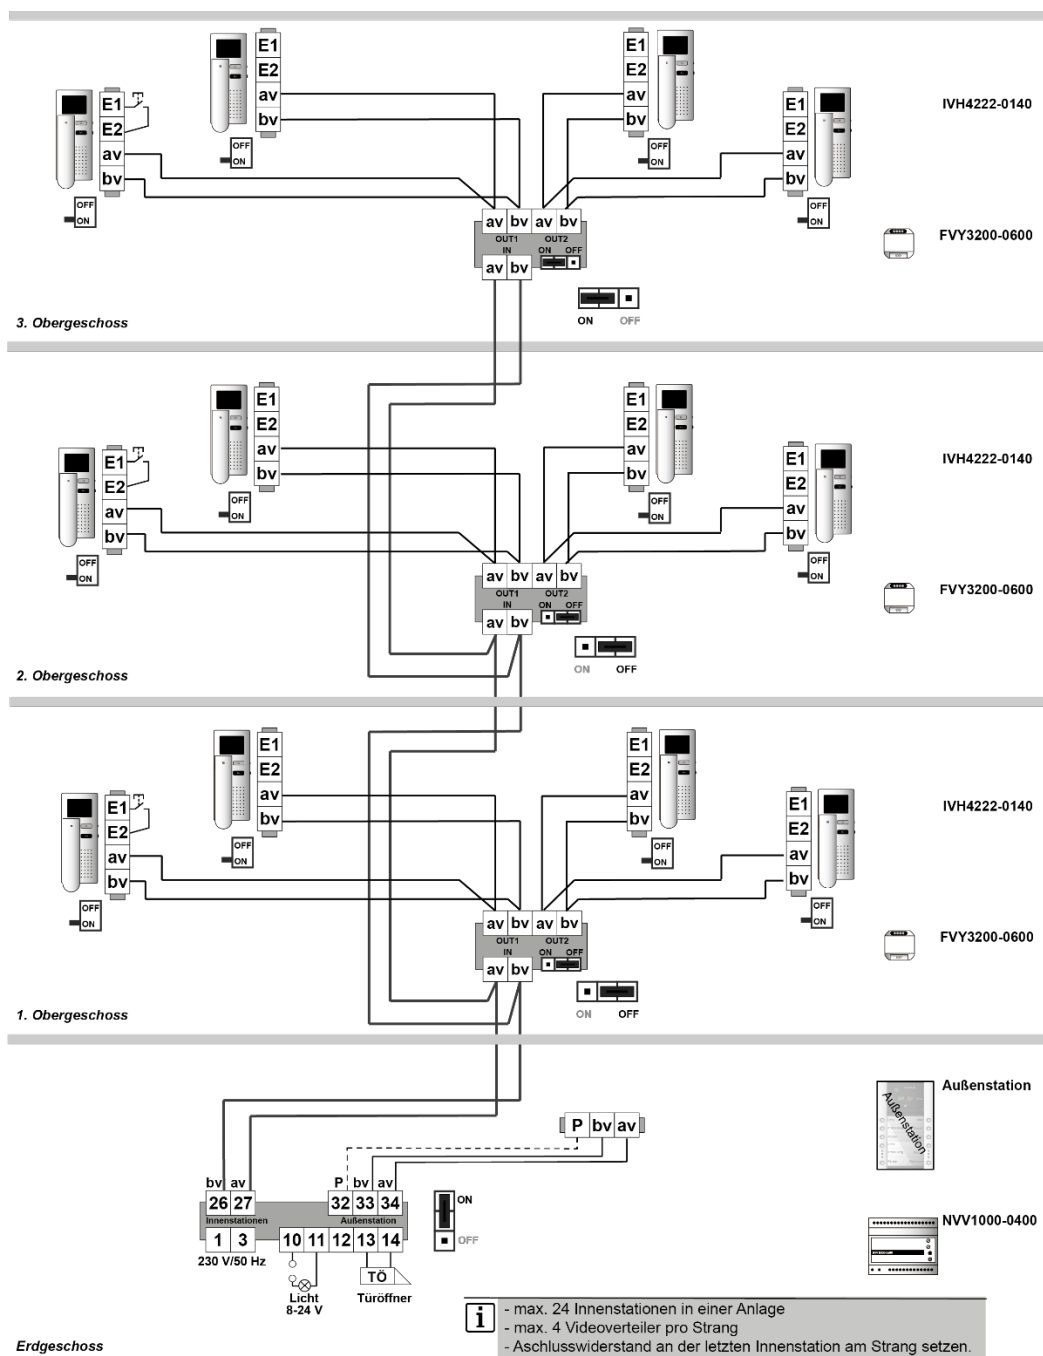 E1
E2
av
bv
OFF
ON
E1
E2
av
bv
OFF
ON
E1
E2
av
bv
OFF
ON
E1
E2
av
bv
OFF
ON
IVH4222-0140
FVY3200-0600
av bv av bv
OUT1 OUT2
IN ON OFF
av bv
ON OFF
3. Obergeschoss
E1
E2
av
bv
OFF
ON
E1
E2
av
bv
OFF
ON
E1
E2
av
bv
OFF
ON
E1
E2
av
bv
OFF
ON
IVH4222-0140
FVY3200-0600
av bv av bv
OUT1 OUT2
IN ON OFF
av bv
ON OFF
2. Obergeschoss
E1
E2
av
bv
OFF
ON
E1
E2
av
bv
OFF
ON
E1
E2
av
bv
OFF
ON
E1
E2
av
bv
OFF
ON
IVH4222-0140
FVY3200-0600
av bv av bv
OUT1 OUT2
IN ON OFF
av bv
ON OFF
1. Obergeschoss
Außenstation
Außenstation
P bv av
bv av P bv av
26 27 32 33 34
Innenstationen Außenstation
1 3 10 11 12 13 14
ON
OFF
230 V/50 Hz
TÖ
Licht
8-24 V
Türöffner
NVV1000-0400
i
- max. 24 Innenstationen in einer Anlage
- max. 4 Videoverteiler pro Strang
- Aschlusswiderstand an der letzten Innenstation am Strang setzen.
Erdgeschoss